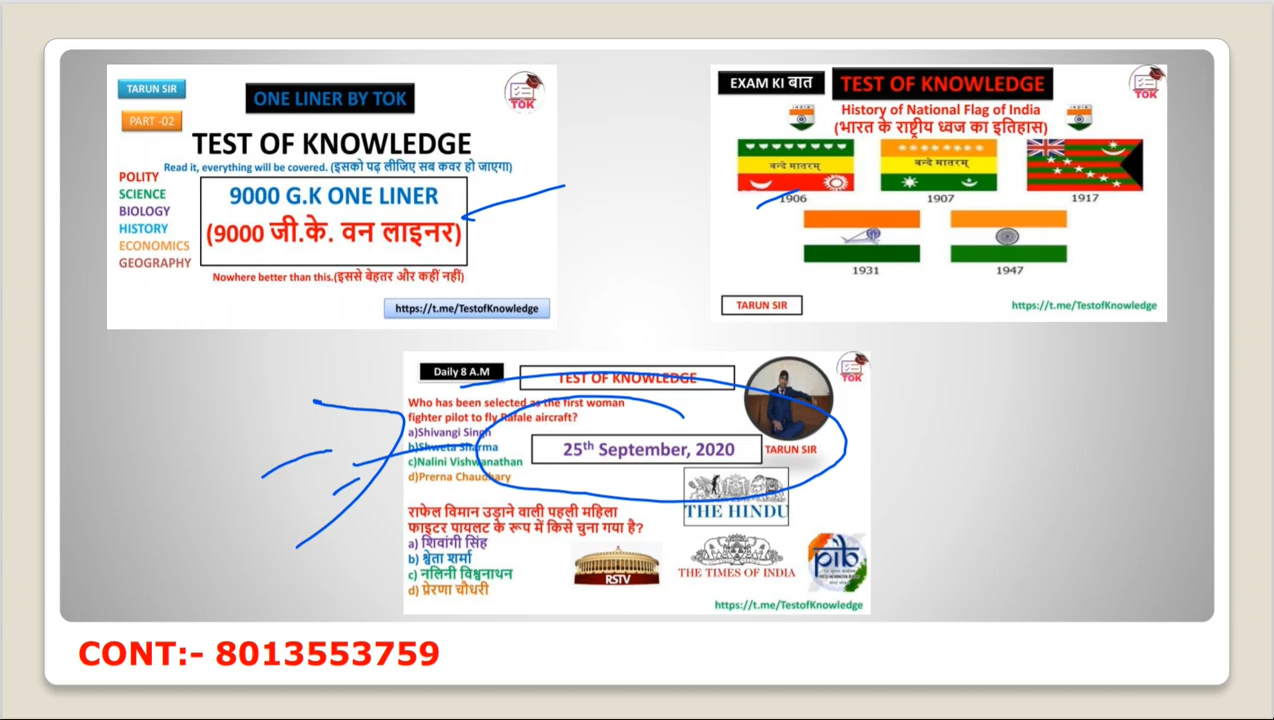 TARUN SIR
ONE LINER BY TOK
TOK
PART -02
TEST OF KNOWLEDGE
Read it, everything will be covered. (इसको पढ़ लीजिए सब कवर हो जाएगा)
POLITY
SCIENCE
BIOLOGY
HISTORY
ECONOMICS
GEOGRAPHY
9000 G.K ONE LINER
(9000 जी.के. वन लाइनर)
Nowhere better than this.(इससे बेहतर और कहीं नहीं)
https://t.me/TestofKnowledge
EXAM KI बात
TEST OF KNOWLEDGE
TOK
History of National Flag of India
(भारत के राष्ट्रीय ध्वज का इतिहास)
INDIA
INDIA
वन्दे मातरम्
वन्दे मातरम्
1906
1907
1917
1931
1947
TARUN SIR
https://t.me/TestofKnowledge
Daily 8 A.M
TEST OF KNOWLEDGE
TOK
Who has been selected as the first woman
fighter pilot to fly Rafale aircraft?
a)Shivangi Singh
b)Shweta Sharma
c)Nalini Vishwanathan
d)Prerna Chaudhary
25th September, 2020
TARUN SIR
राफेल विमान उड़ाने वाली पहली महिला
फाइटर पायलट के रूप में किसे चुना गया है?
a) शिवांगी सिंह
b) श्वेता शर्मा
c) नलिनी विश्वनाथन
d) प्रेरणा चौधरी
THE HINDU
RSTV
THE TIMES OF INDIA
pib
https://t.me/TestofKnowledge
CONT:- 8013553759